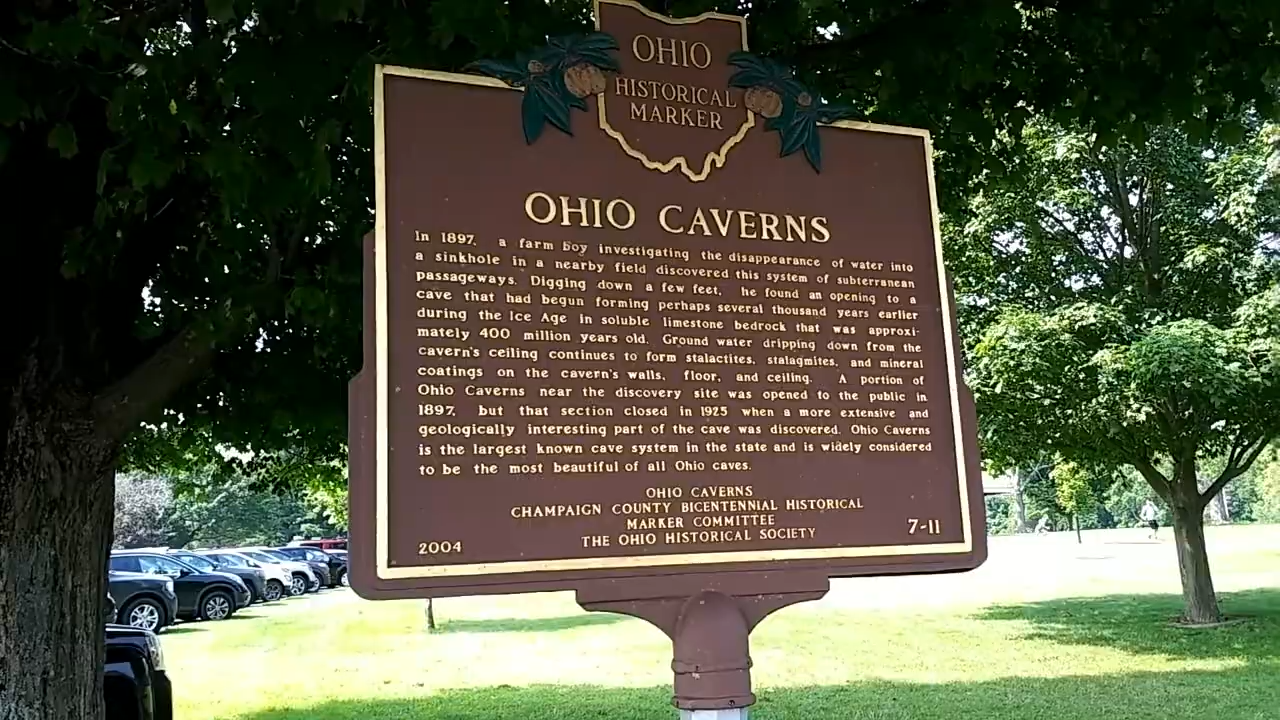 OHIO
HISTORICAL
MARKER
OHIO CAVERNS
In 1897, a farm boy investigating the disappearance of water into
a sinkhole in a nearby field discovered this system of subterranean
passageways. Digging down a few feet, he found an opening to a
cave that had begun forming perhaps several thousand years earlier
during the Ice Age in soluble limestone bedrock that was approxi-
mately 400 million years old. Ground water dripping down from the
cavern's ceiling continues to form stalactites, stalagmites, and mineral
coatings on the cavern's walls, floor, and ceiling. A portion of
Ohio Caverns near the discovery site was opened to the public in
1897, but that section closed in 1925 when a more extensive and
geologically interesting part of the cave was discovered. Ohio Caverns
is the largest known cave system in the state and is widely considered
to be the most beautiful of all Ohio caves.
OHIO CAVERNS
CHAMPAIGN COUNTY BICENTENNIAL HISTORICAL
MARKER COMMITTEE
THE OHIO HISTORICAL SOCIETY
2004
7-11